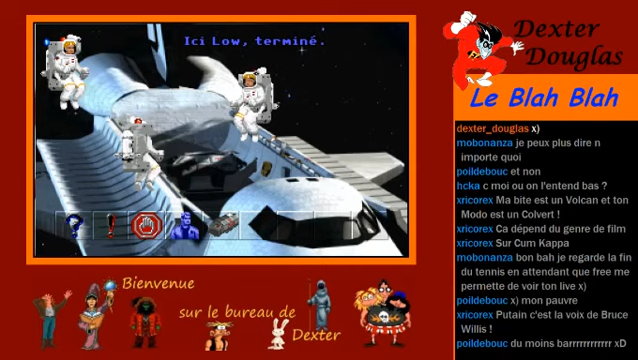 Ici Low, terminé.
Dexter
Douglas
Le Blah Blah
dexter_douglas x)
mobonanza je peux plus dire n
importe quoi
poildebouc et non
hcka c moi ou on l'entend bas ?
xricorex Ma bite est un Volcan et ton
Modo est un Colvert !
xricorex Ca dépend du genre de film
xricorex Sur Cum Kappa
mobonanza bon bah je regarde la fin
du tennis en attendant que free me
permette de voir ton live x)
poildebouc x) mon pauvre
xricorex Putain c'est la voix de Bruce
Willis !
poildebouc du moins barrrrrrrrrrr xD
Bienvenue
sur le bureau de
Dexter